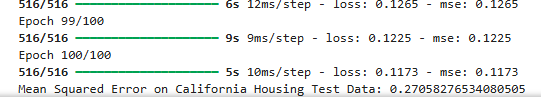 516/516 ━━━━━━━━━━━━━━━━━━━━ 6s 12ms/step - loss: 0.1265 - mse: 0.1265
Epoch 99/100
516/516 ━━━━━━━━━━━━━━━━━━━━ 9s 9ms/step - loss: 0.1225 - mse: 0.1225
Epoch 100/100
516/516 ━━━━━━━━━━━━━━━━━━━━ 5s 10ms/step - loss: 0.1173 - mse: 0.1173
Mean Squared Error on California Housing Test Data: 0.27058276534080505